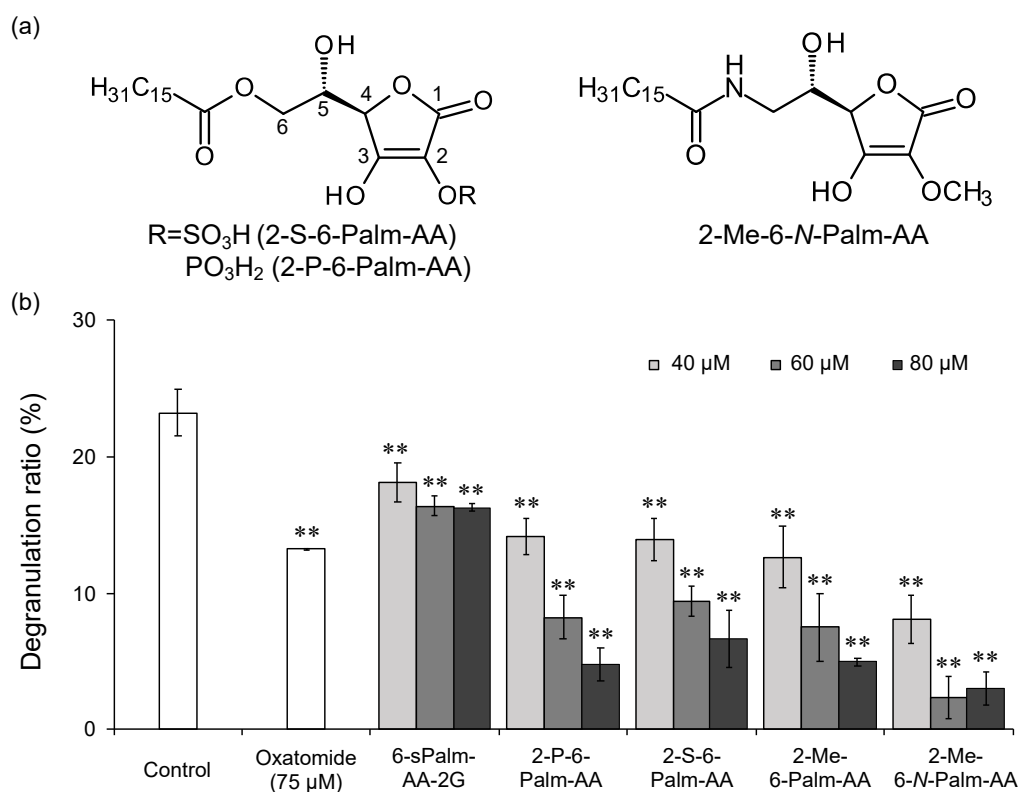 (a)
OH
H₃₁C₁₅
O
O
O
O
1
2
3
4
5
6
HO
OR
R=SO₃H (2-S-6-Palm-AA)
PO₃H₂ (2-P-6-Palm-AA)
OH
H₃₁C₁₅
H
N
O
O
O
HO
OCH₃
2-Me-6-N-Palm-AA
(b)
Degranulation ratio (%)
30
20
10
0
40 μM
60 μM
80 μM
**
** ** **
** ** **
** ** **
** ** **
** ** **
Control
Oxatomide
(75 μM)
6-sPalm-
AA-2G
2-P-6-
Palm-AA
2-S-6-
Palm-AA
2-Me-
6-Palm-AA
2-Me-
6-N-Palm-AA